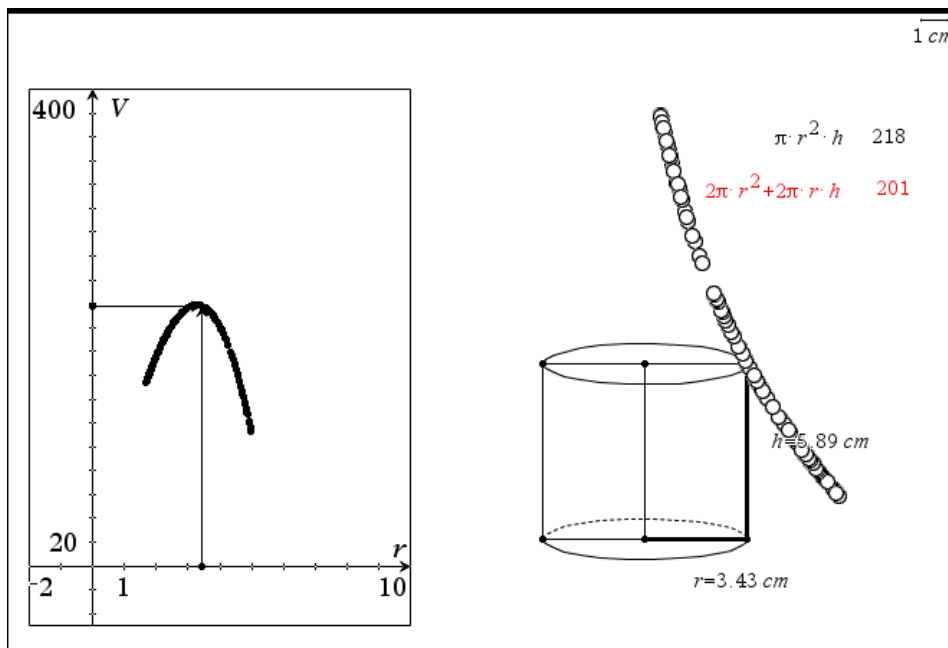 1 cm
400 V
π·r²·h 218
2π·r²+2π·r·h 201
h=5.89 cm
20
r
-2 1 10
r=3.43 cm